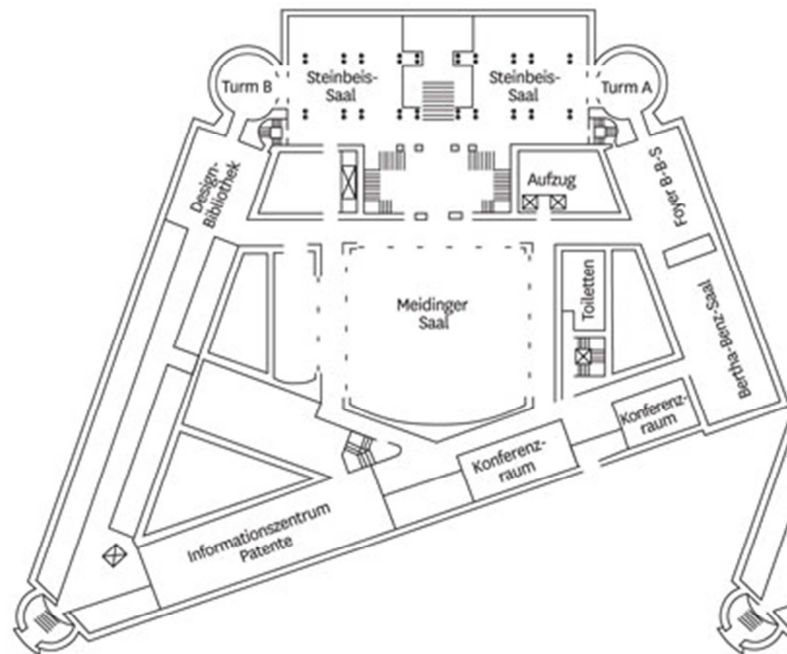 Turm B
Steinbeis-
Saal
Steinbeis-
Saal
Turm A
Design-
Bibliothek
Aufzug
Foyer B-B-S
Meidinger
Saal
Toiletten
Bertha-Benz-Saal
Konferenz-
raum
Konferenz-
raum
Informationszentrum
Patente